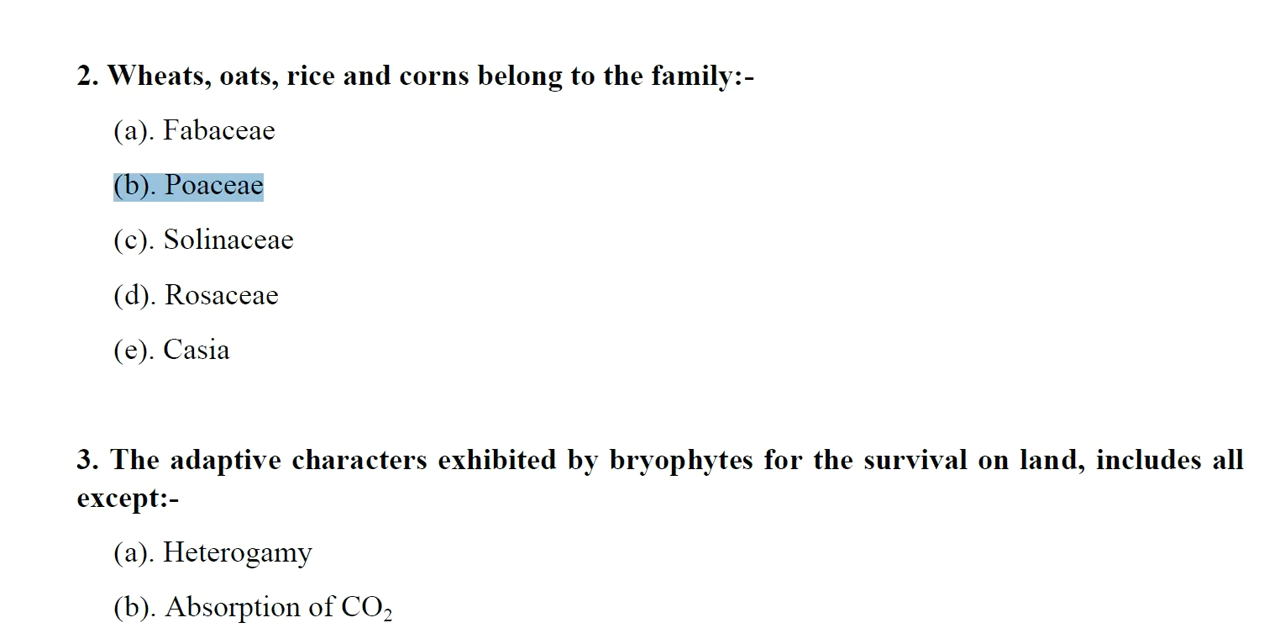 2. Wheats, oats, rice and corns belong to the family:-
(a). Fabaceae
(b). Poaceae
(c). Solinaceae
(d). Rosaceae
(e). Casia
3. The adaptive characters exhibited by bryophytes for the survival on land, includes all
except:-
(a). Heterogamy
(b). Absorption of CO₂